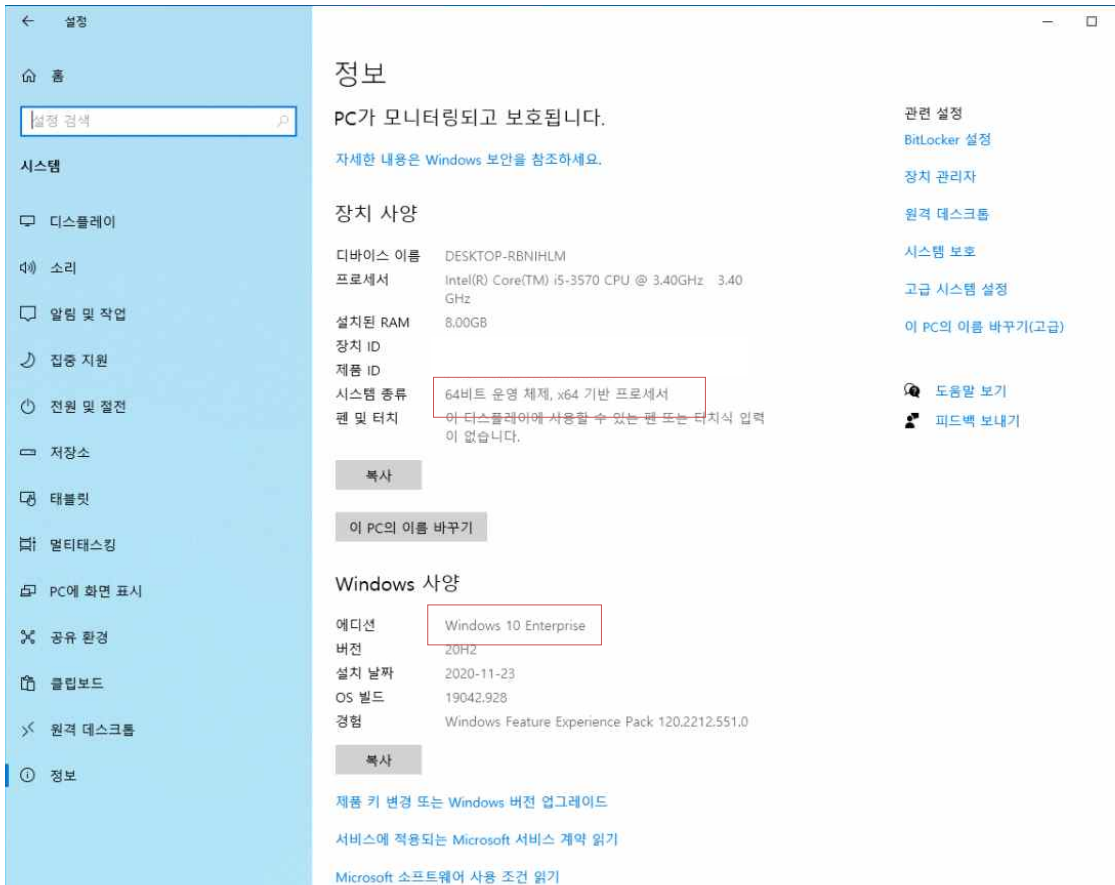 설정
홈
설정 검색
시스템
디스플레이
소리
알림 및 작업
집중 지원
전원 및 절전
저장소
태블릿
멀티태스킹
PC에 화면 표시
공유 환경
클립보드
원격 데스크톱
정보
정보
PC가 모니터링되고 보호됩니다.
자세한 내용은 Windows 보안을 참조하세요.
장치 사양
디바이스 이름 DESKTOP-RBNIHLM
프로세서 Intel(R) Core(TM) i5-3570 CPU @ 3.40GHz 3.40
GHz
설치된 RAM 8.00GB
장치 ID
제품 ID
시스템 종류 64비트 운영 체제, x64 기반 프로세서
펜 및 터치 이 디스플레이에 사용할 수 있는 펜 또는 터치식 입력
이 없습니다.
복사
이 PC의 이름 바꾸기
Windows 사양
에디션 Windows 10 Enterprise
버전 20H2
설치 날짜 2020-11-23
OS 빌드 19042.928
경험 Windows Feature Experience Pack 120.2212.551.0
복사
제품 키 변경 또는 Windows 버전 업그레이드
서비스에 적용되는 Microsoft 서비스 계약 읽기
Microsoft 소프트웨어 사용 조건 읽기
관련 설정
BitLocker 설정
장치 관리자
원격 데스크톱
시스템 보호
고급 시스템 설정
이 PC의 이름 바꾸기(고급)
도움말 보기
피드백 보내기